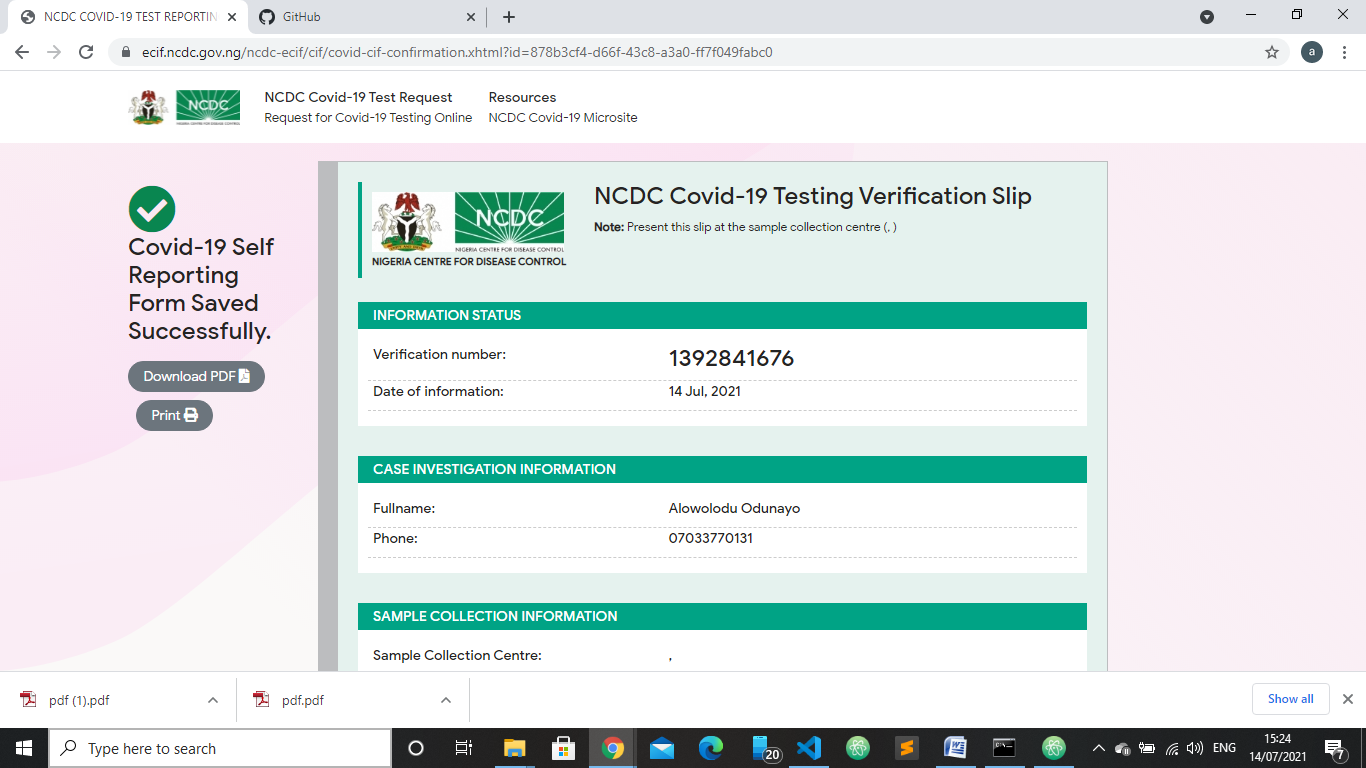 NCDC COVID-19 TEST REPORTIN
GitHub
ecif.ncdc.gov.ng/ncdc-ecif/cif/covid-cif-confirmation.xhtml?id=878b3cf4-d66f-43c8-a3a0-ff7f049fabc0
a
NCDC
NIGERIA CENTRE FOR DISEASE CONTROL
NCDC Covid-19 Test Request
Request for Covid-19 Testing Online
Resources
NCDC Covid-19 Microsite
Covid-19 Self
Reporting
Form Saved
Successfully.
Download PDF
Print
NCDC
NIGERIA CENTRE FOR DISEASE CONTROL
NIGERIA CENTRE FOR DISEASE CONTROL
NCDC Covid-19 Testing Verification Slip
Note: Present this slip at the sample collection centre (, )
INFORMATION STATUS
Verification number: 1392841676
Date of information: 14 Jul, 2021
CASE INVESTIGATION INFORMATION
Fullname: Alowolodu Odunayo
Phone: 07033770131
SAMPLE COLLECTION INFORMATION
Sample Collection Centre: ,
pdf (1).pdf
pdf.pdf
Show all
Type here to search
20
ENG
15:24
14/07/2021
7